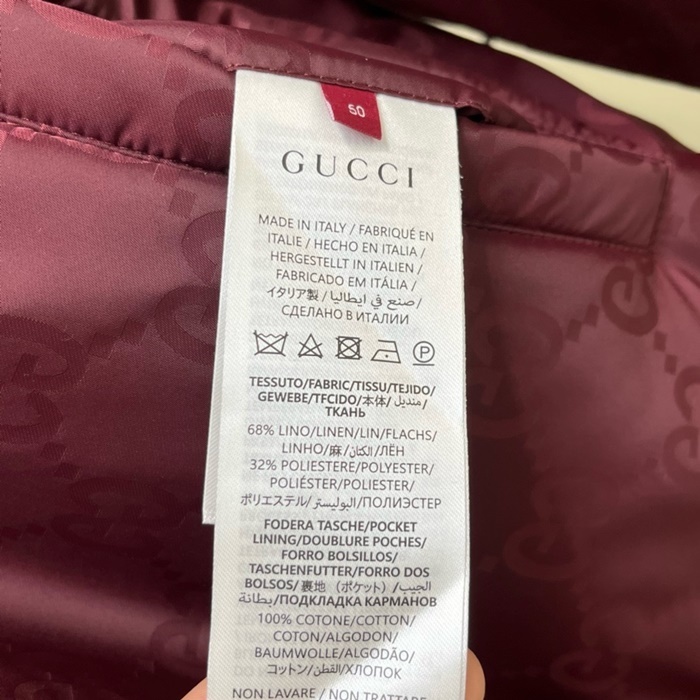 50
GUCCI
MADE IN ITALY / FABRIQUÉ EN
ITALIE / HECHO EN ITALIA /
HERGESTELLT IN ITALIEN /
FABRICADO EM ITÁLIA /
イタリア製 / صنع في ايطاليا /
СДЕЛАНО В ИТАЛИИ
P
TESSUTO/FABRIC/TISSU/TEJIDO/
GEWEBE/TFCIDO/本体/منديل/
ТКАНЬ
68% LINO/LINEN/LIN/FLACHS/
LINHO/麻/الكتان/ЛЁН
32% POLIESTERE/POLYESTER/
POLIÉSTER/POLIESTER/
ポリエステル/البوليستر/ПОЛИЭСТЕР
FODERA TASCHE/POCKET
LINING/DOUBLURE POCHES/
FORRO BOLSILLOS/
TASCHENFUTTER/FORRO DOS
BOLSOS/裏地（ポケット）/الجيب
بطانة/ПОДКЛАДКА КАРМАНОВ
100% COTONE/COTTON/
COTON/ALGODON/
BAUMWOLLE/ALGODÃO/
コットン/القطن/ХЛОПОК
NON LAVARE / NON TRATTARE